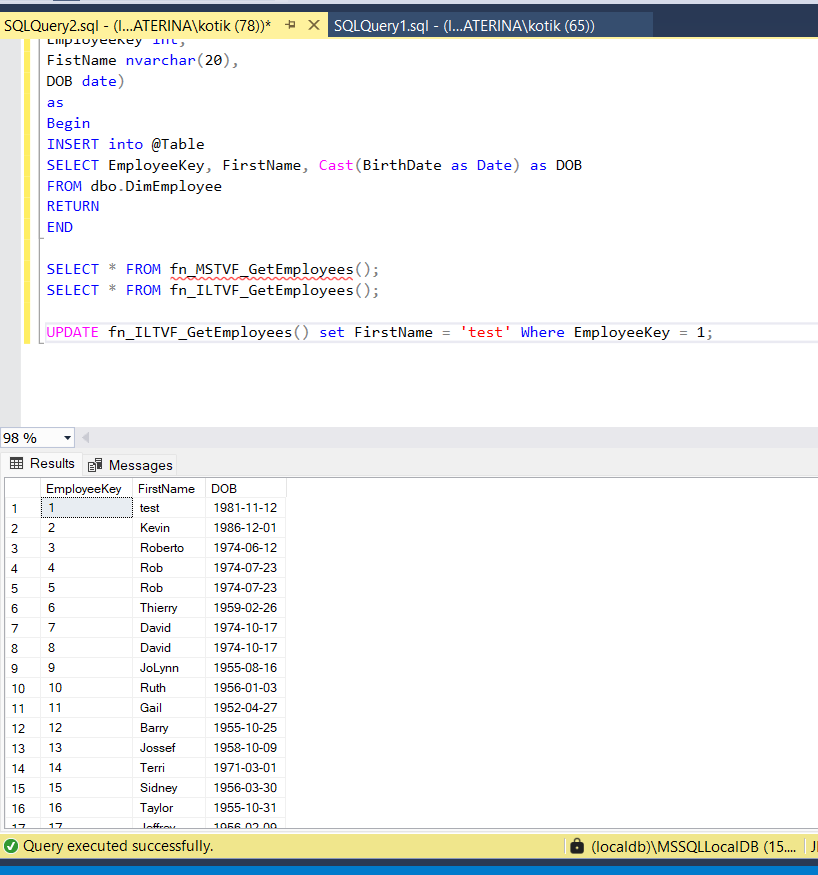 SQLQuery2.sql - (l...ATERINA\kotik (78))* SQLQuery1.sql - (l...ATERINA\kotik (65))
EmployeeKey int,
FistName nvarchar(20),
DOB date)
as
Begin
INSERT into @Table
SELECT EmployeeKey, FirstName, Cast(BirthDate as Date) as DOB
FROM dbo.DimEmployee
RETURN
END
SELECT * FROM fn_MSTVF_GetEmployees();
SELECT * FROM fn_ILTVF_GetEmployees();
UPDATE fn_ILTVF_GetEmployees() set FirstName = 'test' Where EmployeeKey = 1;
98 %
Results Messages
EmployeeKey FirstName DOB
1 1 test 1981-11-12
2 2 Kevin 1986-12-01
3 3 Roberto 1974-06-12
4 4 Rob 1974-07-23
5 5 Rob 1974-07-23
6 6 Thierry 1959-02-26
7 7 David 1974-10-17
8 8 David 1974-10-17
9 9 JoLynn 1955-08-16
10 10 Ruth 1956-01-03
11 11 Gail 1952-04-27
12 12 Barry 1955-10-25
13 13 Jossef 1958-10-09
14 14 Terri 1971-03-01
15 15 Sidney 1956-03-30
16 16 Taylor 1955-10-31
17 17 Jeffrey 1956-02-09
Query executed successfully. (localdb)\MSSQLLocalDB (15....